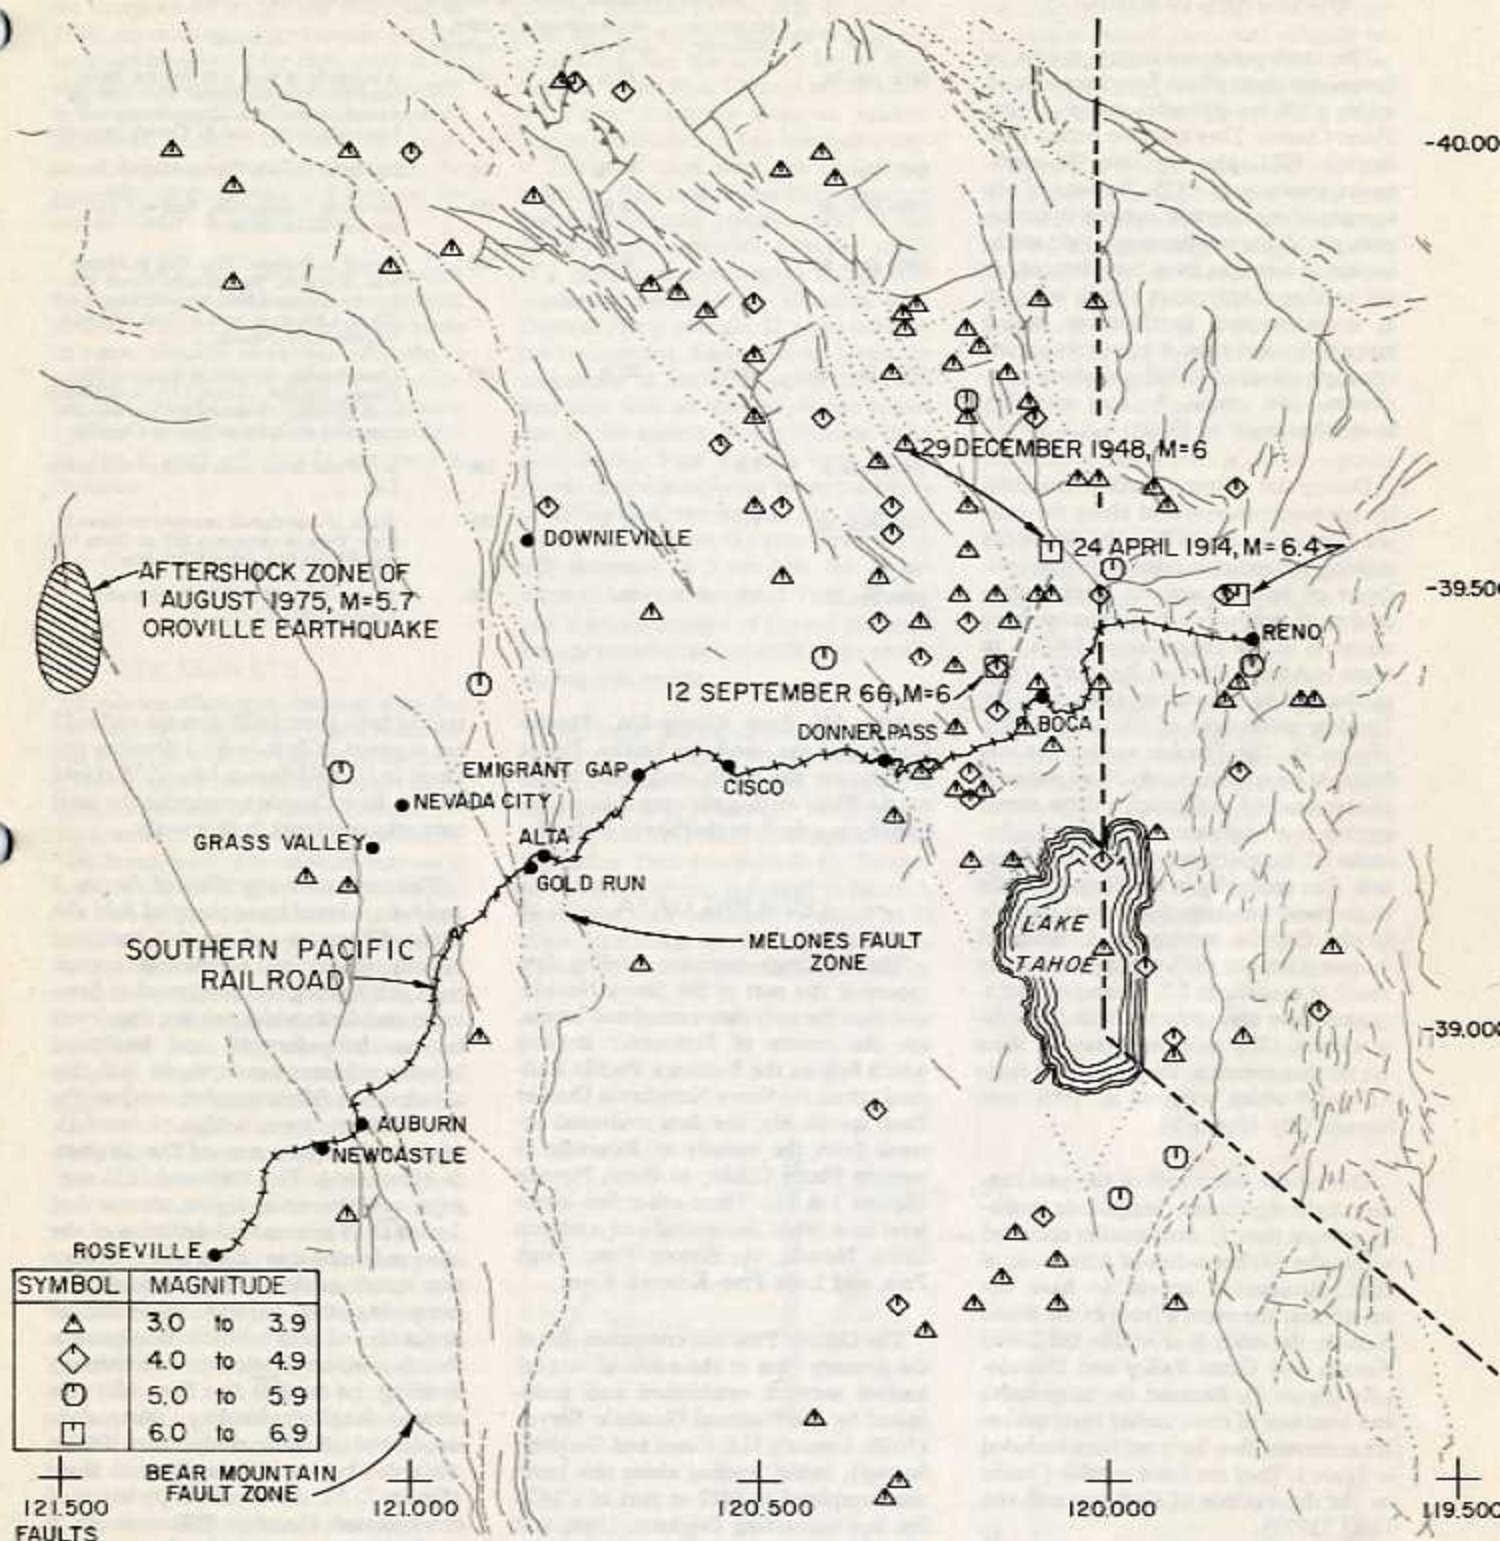 -40.00
29 DECEMBER 1948, M=6
DOWNIEVILLE
24 APRIL 1914, M=6.4
AFTERSHOCK ZONE OF
1 AUGUST 1975, M=5.7
OROVILLE EARTHQUAKE
-39.500
RENO
12 SEPTEMBER 66, M=6
DONNER PASS
BOCA
EMIGRANT GAP
CISCO
NEVADA CITY
GRASS VALLEY
ALTA
GOLD RUN
LAKE
TAHOE
MELONES FAULT
ZONE
SOUTHERN PACIFIC
RAILROAD
-39.000
AUBURN
NEWCASTLE
ROSEVILLE
SYMBOL MAGNITUDE
3.0 to 3.9
4.0 to 4.9
5.0 to 5.9
6.0 to 6.9
BEAR MOUNTAIN
FAULT ZONE
121.500 121.000 120.500 120.000 119.500
FAULTS